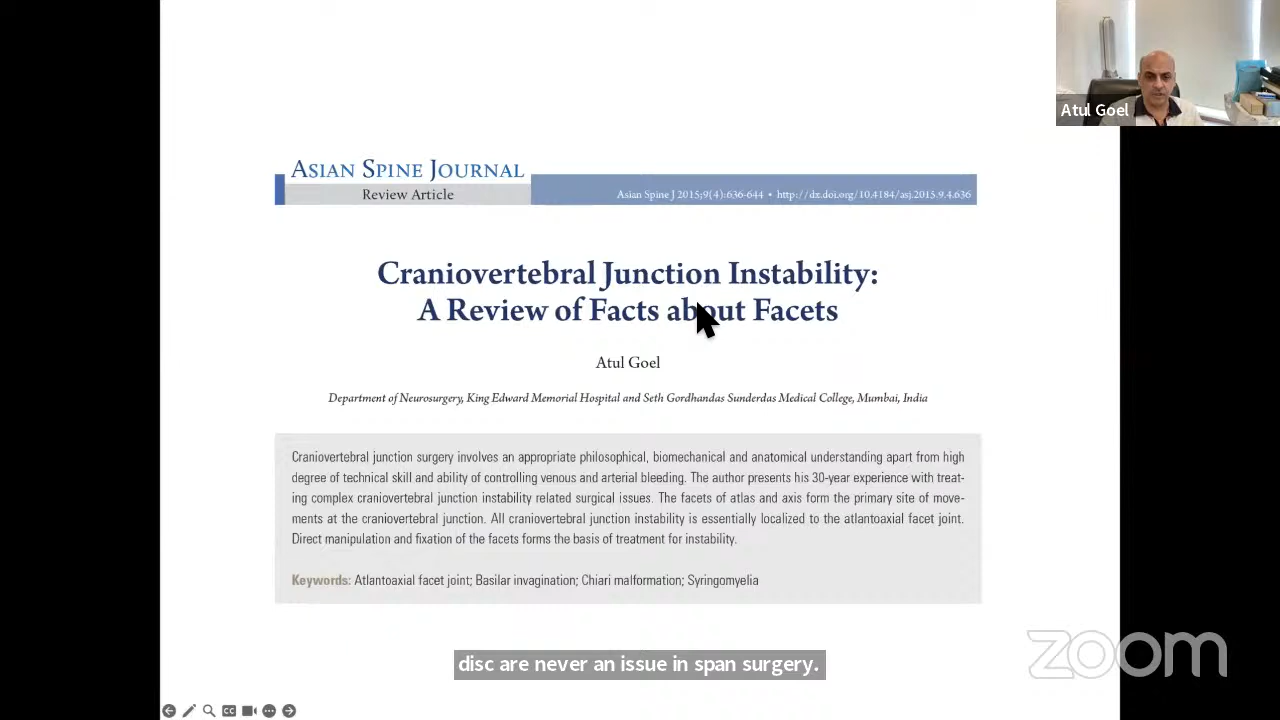 Atul Goel
ASIAN SPINE JOURNAL
Review Article
Asian Spine J 2015;9(4):636-644 • http://dx.doi.org/10.4184/asj.2015.9.4.636
Craniovertebral Junction Instability:
A Review of Facts about Facets
Atul Goel
Department of Neurosurgery, King Edward Memorial Hospital and Seth Gordhandas Sunderdas Medical College, Mumbai, India
Craniovertebral junction surgery involves an appropriate philosophical, biomechanical and anatomical understanding apart from high
degree of technical skill and ability of controlling venous and arterial bleeding. The author presents his 30-year experience with treat-
ing complex craniovertebral junction instability related surgical issues. The facets of atlas and axis form the primary site of move-
ments at the craniovertebral junction. All craniovertebral junction instability is essentially localized to the atlantoaxial facet joint.
Direct manipulation and fixation of the facets forms the basis of treatment for instability.
Keywords: Atlantoaxial facet joint; Basilar invagination; Chiari malformation; Syringomyelia
disc are never an issue in span surgery.
zoom
CC